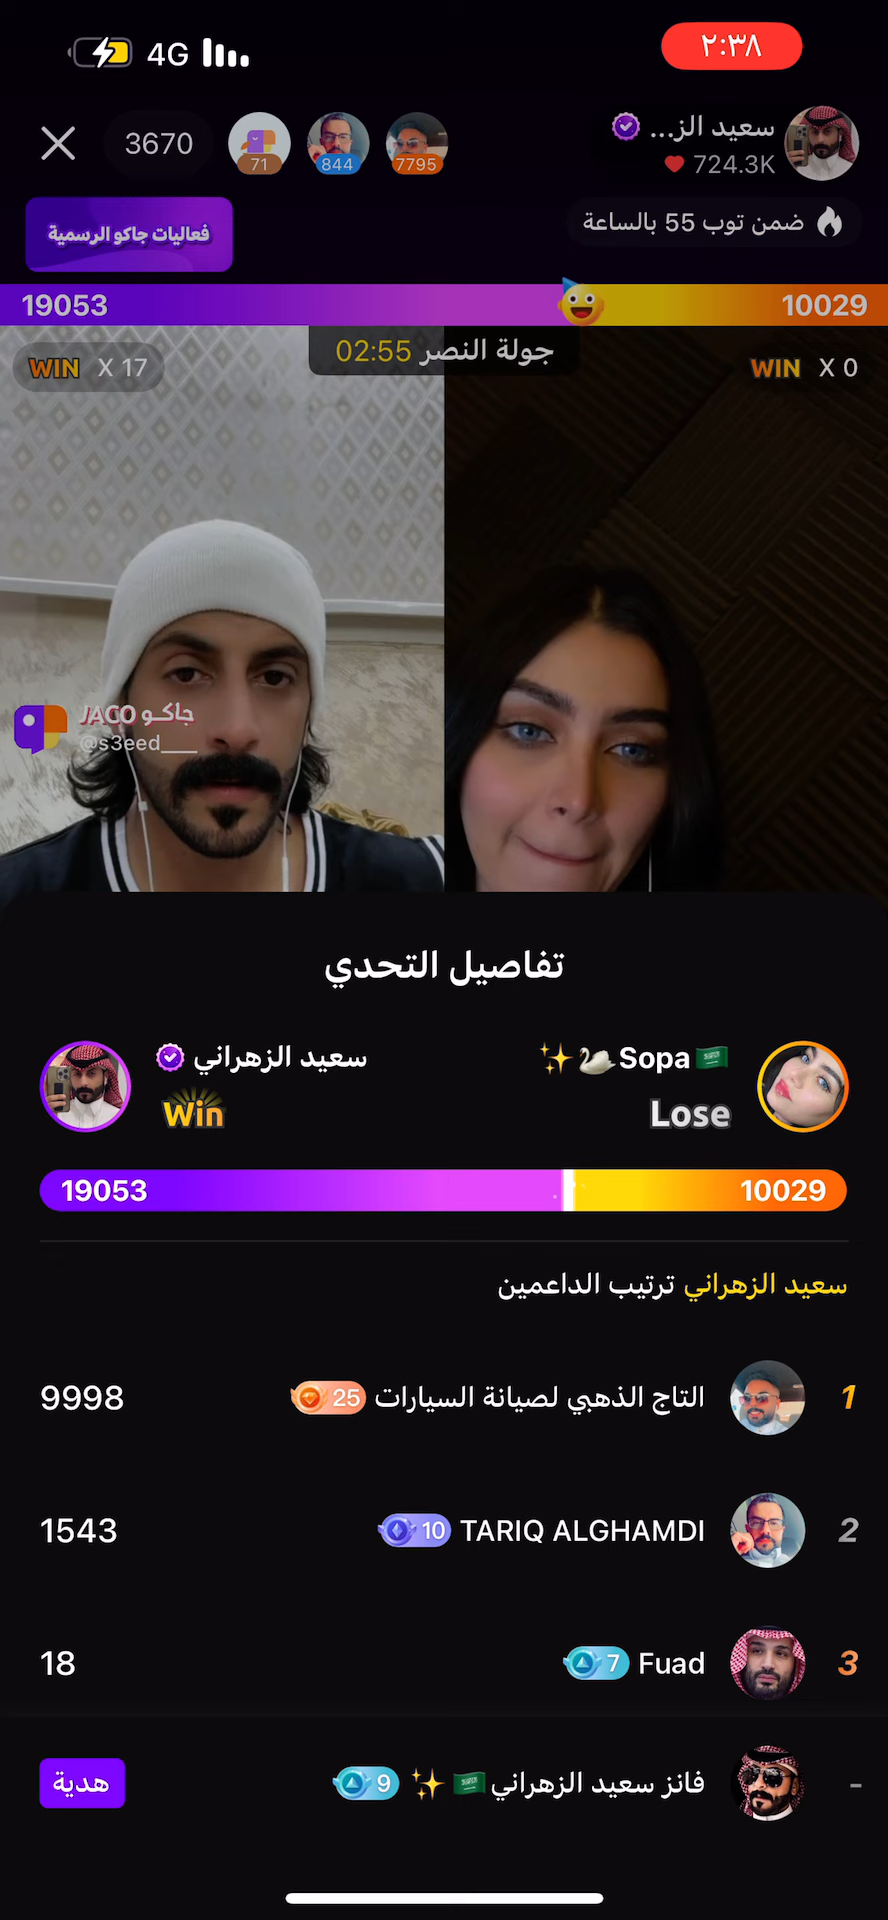 4G
٢:٣٨
3670
71
844
7795
سعيد الز...
724.3K
فعاليات جاكو الرسمية
ضمن توب 55 بالساعة
19053
10029
WIN X 17
جولة النصر 02:55
WIN X 0
JACO جاكو
@s3eed___
تفاصيل التحدي
سعيد الزهراني
Win
Sopa
Lose
19053
10029
سعيد الزهراني ترتيب الداعمين
1 التاج الذهبي لصيانة السيارات 25 9998
2 TARIQ ALGHAMDI 10 1543
3 Fuad 7 18
- فانز سعيد الزهراني 9 هدية